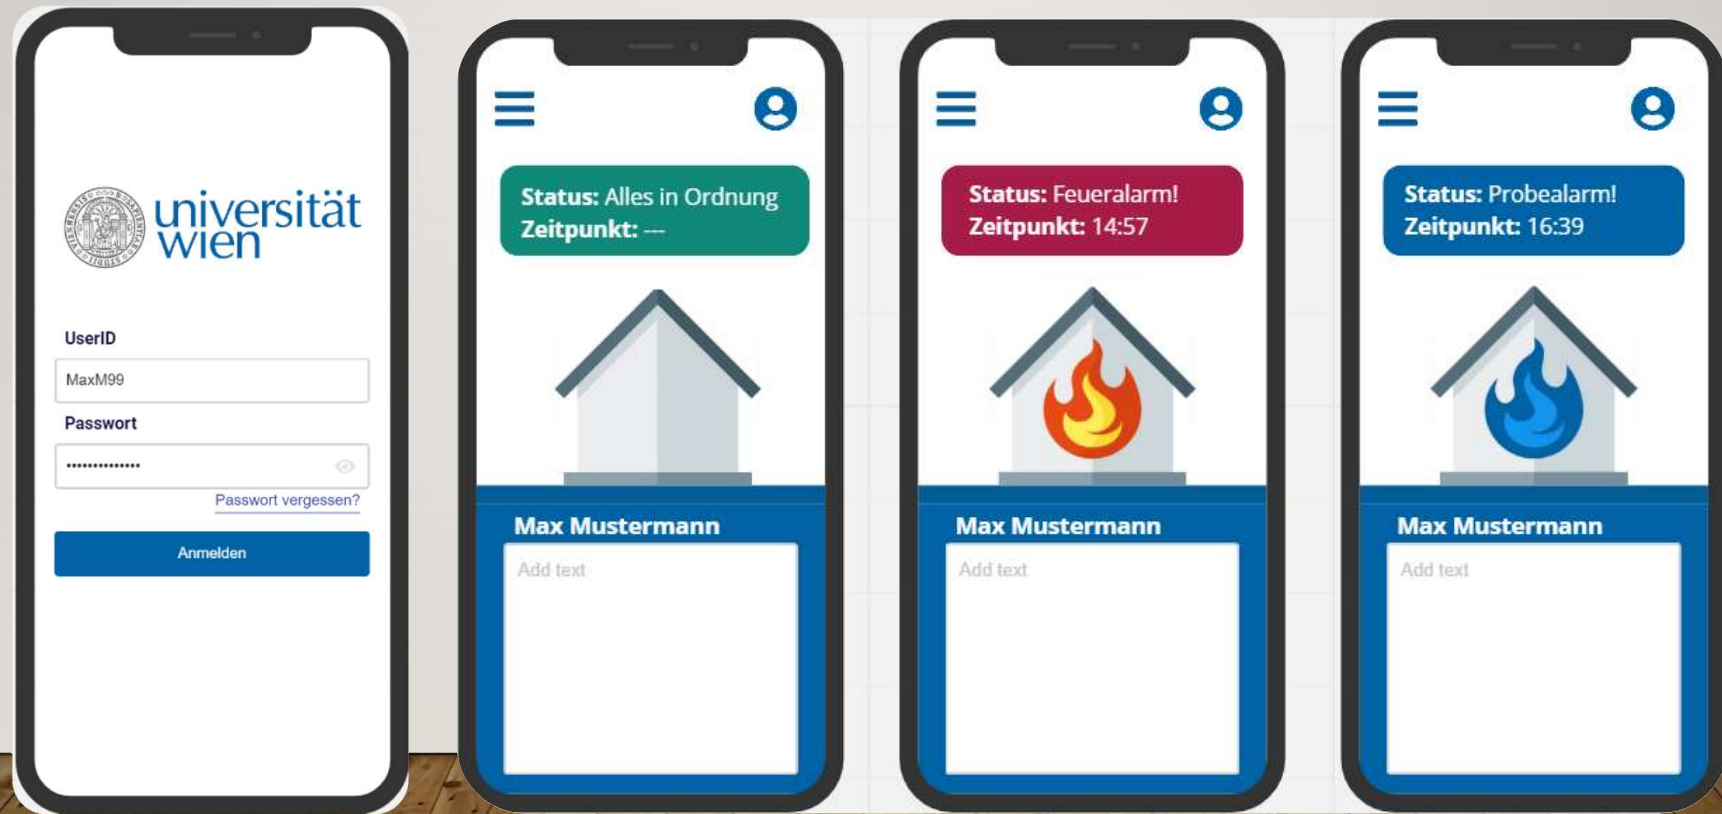 universität
wien
UserID
MaxM99
Passwort
Passwort vergessen?
Anmelden
Status: Alles in Ordnung
Zeitpunkt: ---
Max Mustermann
Add text
Status: Feueralarm!
Zeitpunkt: 14:57
Max Mustermann
Add text
Status: Probealarm!
Zeitpunkt: 16:39
Max Mustermann
Add text